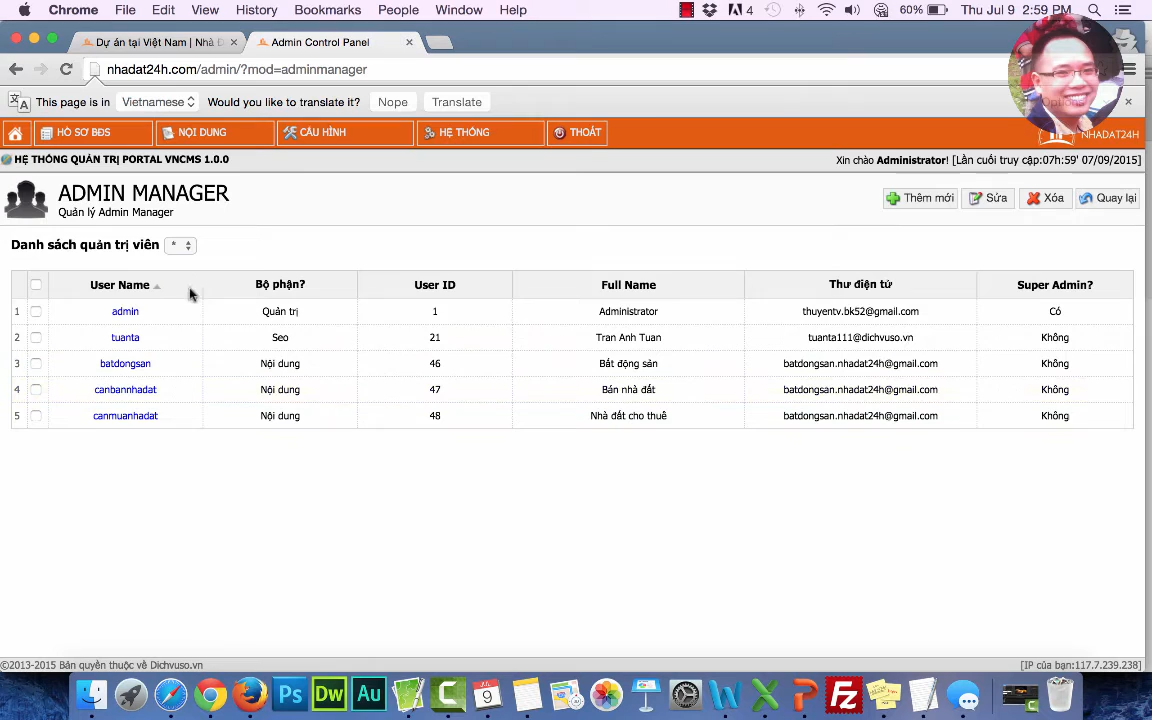 Chrome File Edit View History Bookmarks People Window Help 4 60% Thu Jul 9 2:59 PM
Dự án tại Việt Nam | Nhà Đ Admin Control Panel
nhadat24h.com/admin/?mod=adminmanager
This page is in Vietnamese Would you like to translate it? Nope Translate
HỒ SƠ BĐS NỘI DUNG CẤU HÌNH HỆ THỐNG THOÁT NHADAT24H
HỆ THỐNG QUẢN TRỊ PORTAL VNCMS 1.0.0 Xin chào Administrator! [Lần cuối truy cập:07:59' 07/09/2015]
ADMIN MANAGER
Quản lý Admin Manager
Thêm mới Sửa Xóa Quay lại
Danh sách quản trị viên *
User Name Bộ phận? User ID Full Name Thư điện tử Super Admin?
1 admin Quản trị 1 Administrator thuyentv.bk52@gmail.com Có
2 tuanta Seo 21 Tran Anh Tuan tuanta111@dichvuso.vn Không
3 batdongsan Nội dung 46 Bất động sản batdongsan.nhadat24h@gmail.com Không
4 canbannhadat Nội dung 47 Bán nhà đất batdongsan.nhadat24h@gmail.com Không
5 canmuanhadat Nội dung 48 Nhà đất cho thuê batdongsan.nhadat24h@gmail.com Không
©2013-2015 Bản quyền thuộc về Dichvuso.vn [IP của bạn:117.7.239.238]
Ps Dw Au 9 Fz